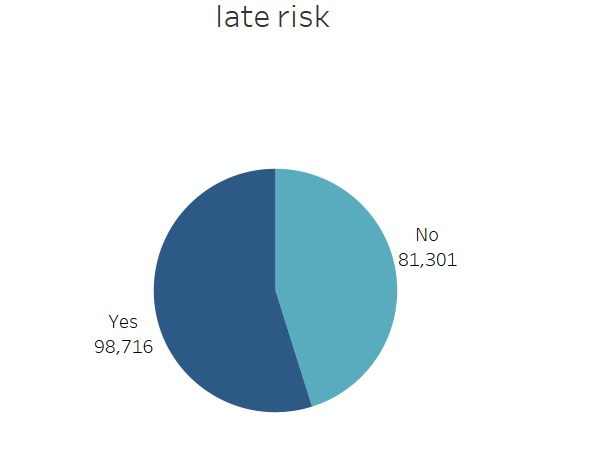 late risk
No
81,301
Yes
98,716